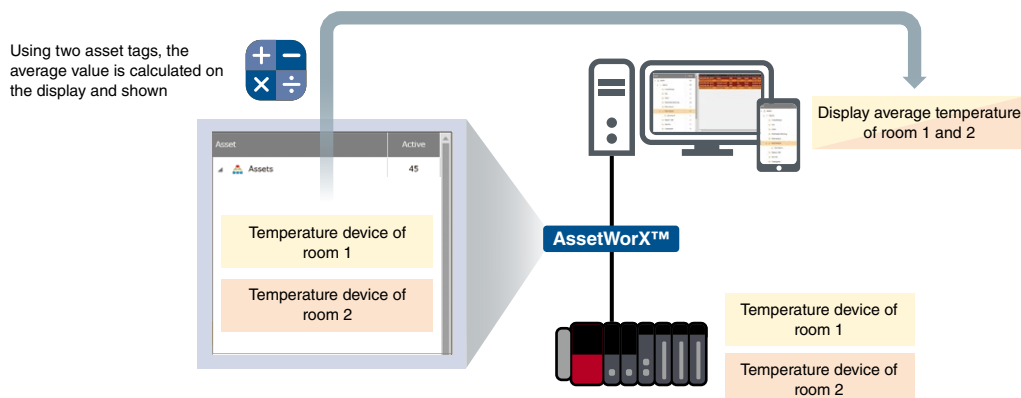 Using two asset tags, the
average value is calculated on
the display and shown
Asset Active
Assets 45
Temperature device of
room 1
Temperature device of
room 2
AssetWorX™
Display average temperature
of room 1 and 2
Temperature device of
room 1
Temperature device of
room 2